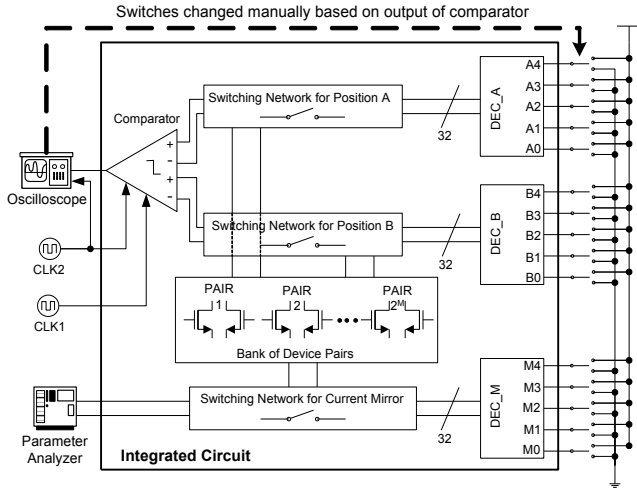 Switches changed manually based on output of comparator
Comparator
+
-
+
-
Switching Network for Position A
32
DEC_A
A4
A3
A2
A1
A0
Oscilloscope
Switching Network for Position B
32
DEC_B
B4
B3
B2
B1
B0
CLK2
CLK1
PAIR
1
PAIR
2
PAIR
2M
Bank of Device Pairs
Switching Network for Current Mirror
32
DEC_M
M4
M3
M2
M1
M0
Parameter
Analyzer
Integrated Circuit